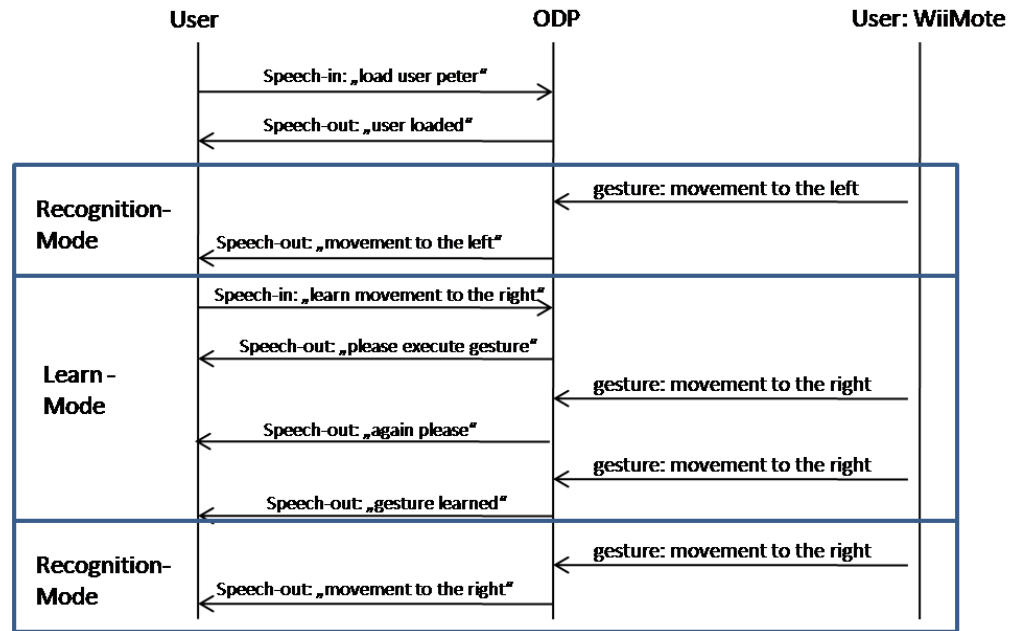 User
ODP
User: WiiMote
Speech-in: „load user peter“
Speech-out: „user loaded“
gesture: movement to the left
Recognition-
Mode
Speech-out: „movement to the left“
Speech-in: „learn movement to the right“
Speech-out: „please execute gesture“
Learn -
Mode
gesture: movement to the right
Speech-out: „again please“
gesture: movement to the right
Speech-out: „gesture learned“
gesture: movement to the right
Recognition-
Mode
Speech-out: „movement to the right“